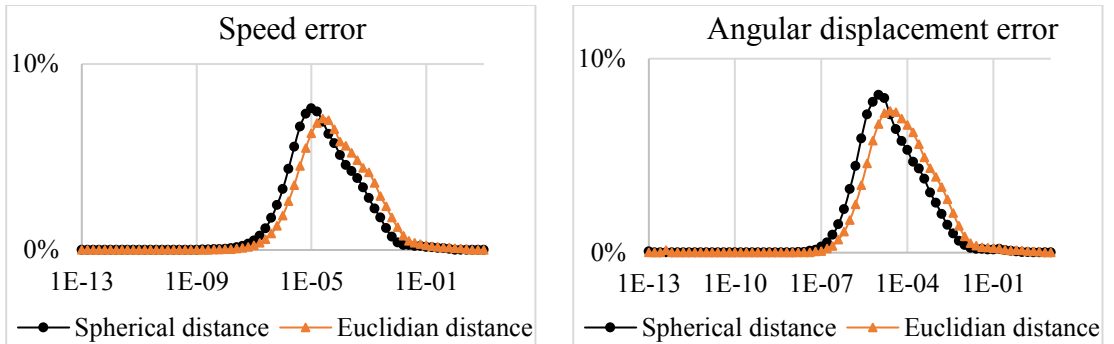 Speed error
10%
0%
1E-13 1E-09 1E-05 1E-01
Spherical distance Euclidian distance
Angular displacement error
10%
0%
1E-13 1E-10 1E-07 1E-04 1E-01
Spherical distance Euclidian distance